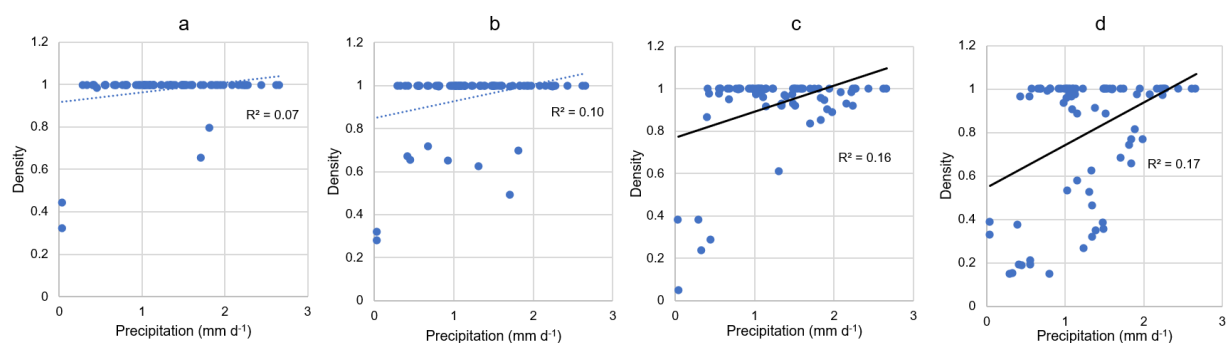 a
1.2
1
0.8
0.6
0.4
0.2
0
Density
R² = 0.07
0 1 2 3
Precipitation (mm d⁻¹)
b
1.2
1
0.8
0.6
0.4
0.2
0
Density
R² = 0.10
0 1 2 3
Precipitation (mm d⁻¹)
c
1.2
1
0.8
0.6
0.4
0.2
0
Density
R² = 0.16
0 1 2 3
Precipitation (mm d⁻¹)
d
1.2
1
0.8
0.6
0.4
0.2
0
Density
R² = 0.17
0 1 2 3
Precipitation (mm d⁻¹)